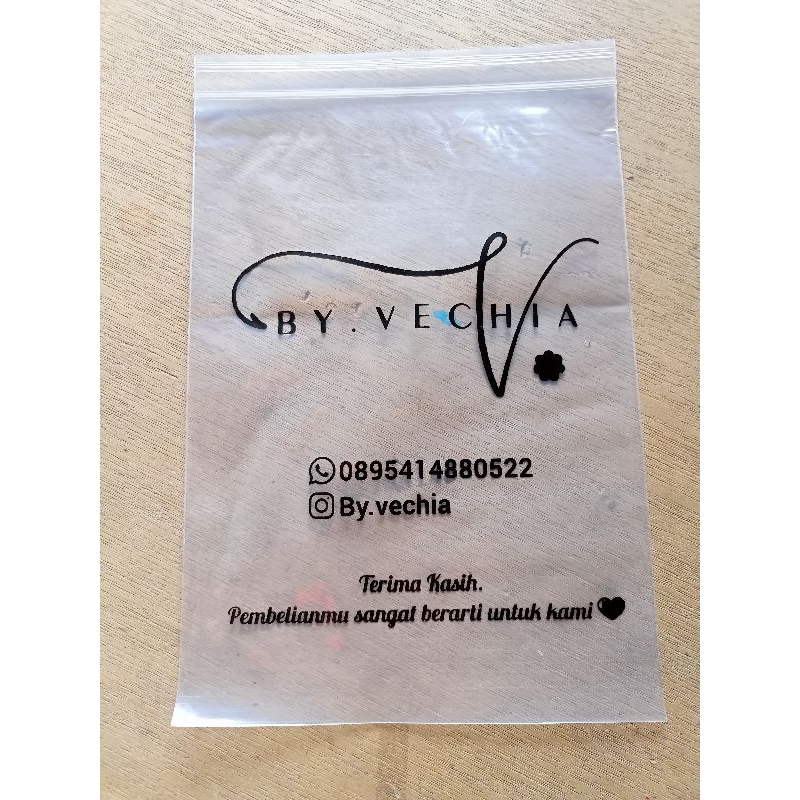 BY.VECHIA
0895414880522
By.vechia
Terima Kasih.
Pembelianmu sangat berarti untuk kami